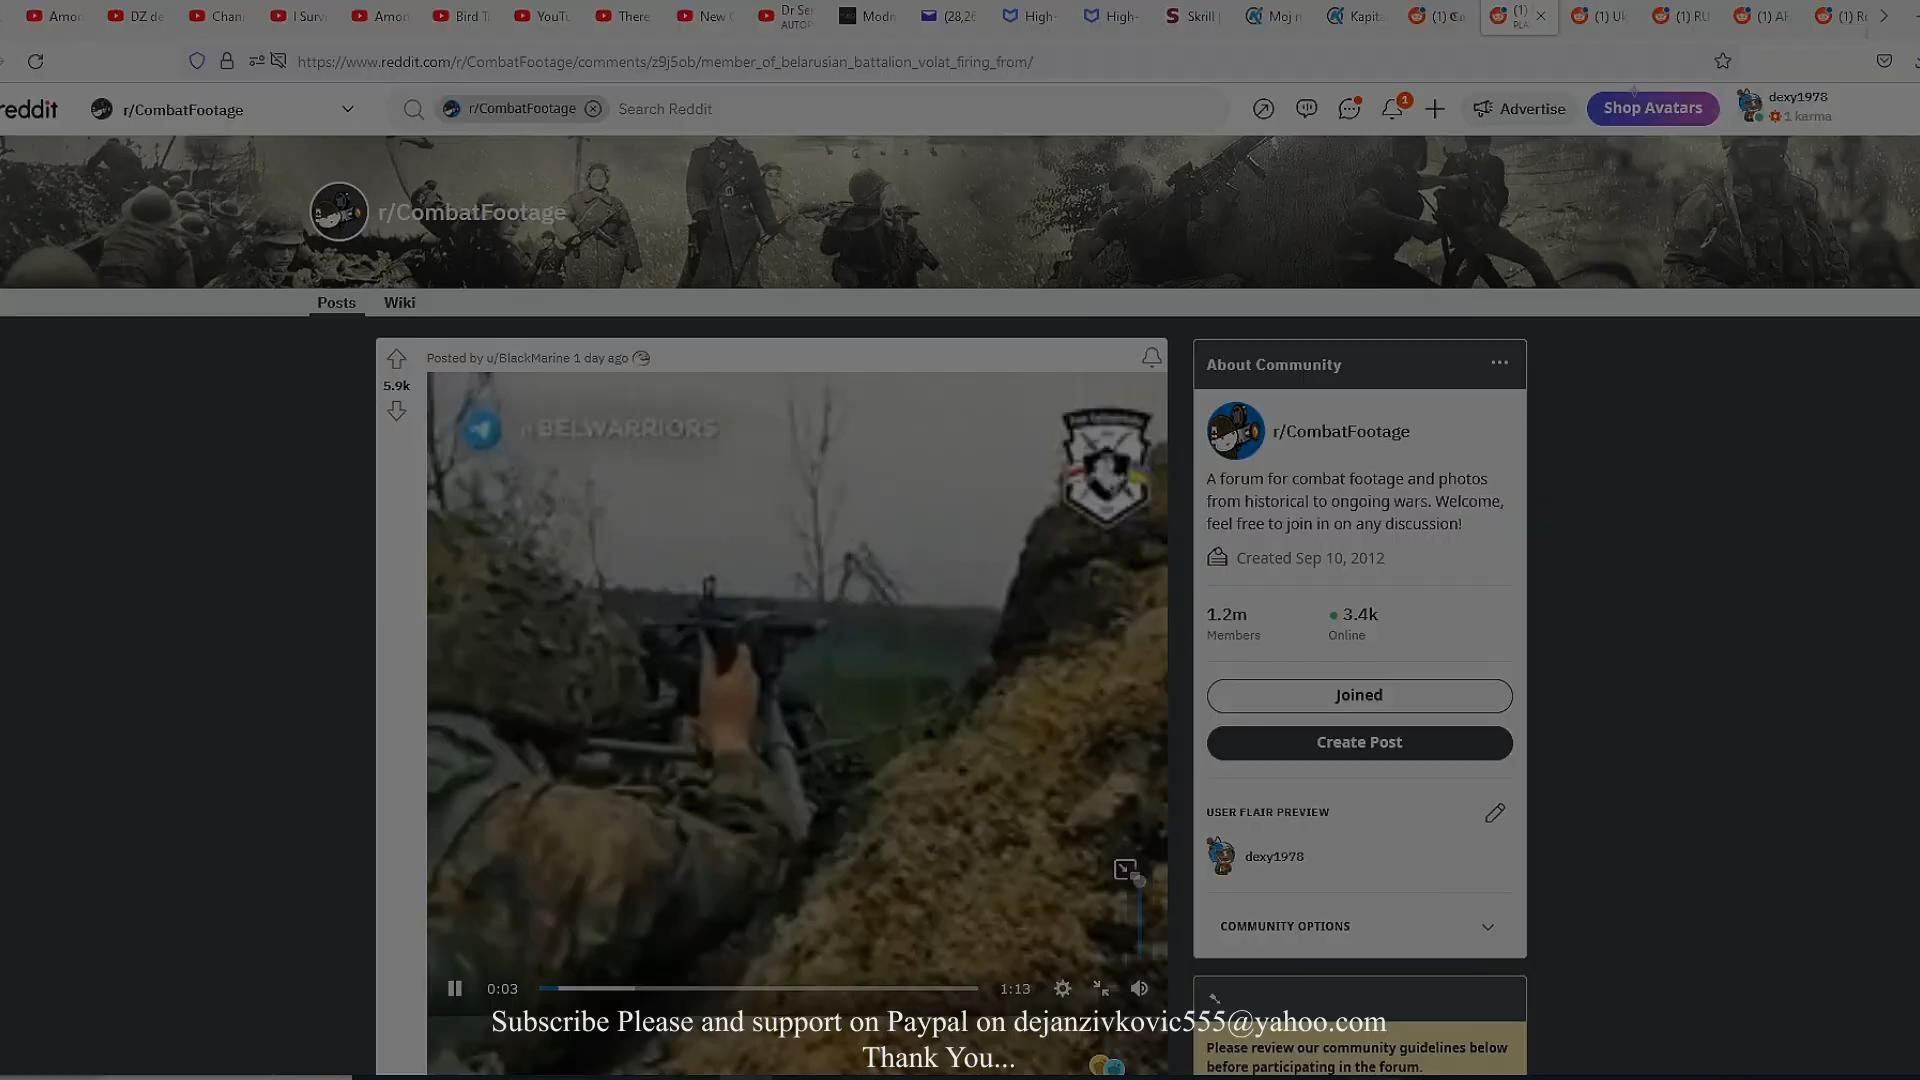 Amon
DZ de
Chan
I Surv
Amon
Bird T
YouTu
There
New
Dr Se
AUTOP
Modn
(28,26
High-
High-
Skrill
Moj n
Kapita
(1) Co
(1)
PLA
(1) Uk
(1) RU
(1) AF
(1) R
https://www.reddit.com/r/CombatFootage/comments/z9j5ob/member_of_belarusian_battalion_volat_firing_from/
reddit
r/CombatFootage
r/CombatFootage
Search Reddit
1
Advertise
Shop Avatars
dexy1978
1 karma
r/CombatFootage
Posts
Wiki
Posted by u/BlackMarine 1 day ago
5.9k
BELWARRIORS
About Community
r/CombatFootage
A forum for combat footage and photos
from historical to ongoing wars. Welcome,
feel free to join in on any discussion!
Created Sep 10, 2012
1.2m
Members
3.4k
Online
Joined
Create Post
USER FLAIR PREVIEW
dexy1978
COMMUNITY OPTIONS
0:03
1:13
Subscribe Please and support on Paypal on dejanzivkovic555@yahoo.com
Thank You...
Please review our community guidelines below
before participating in the forum.